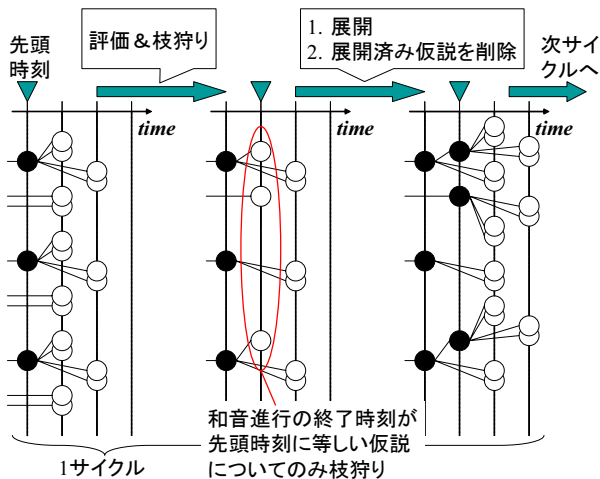 先頭
時刻
評価＆枝狩り
1. 展開
2. 展開済み仮説を削除
次サイ
クルへ
time
time
time
和音進行の終了時刻が
先頭時刻に等しい仮説
についてのみ枝狩り
1サイクル